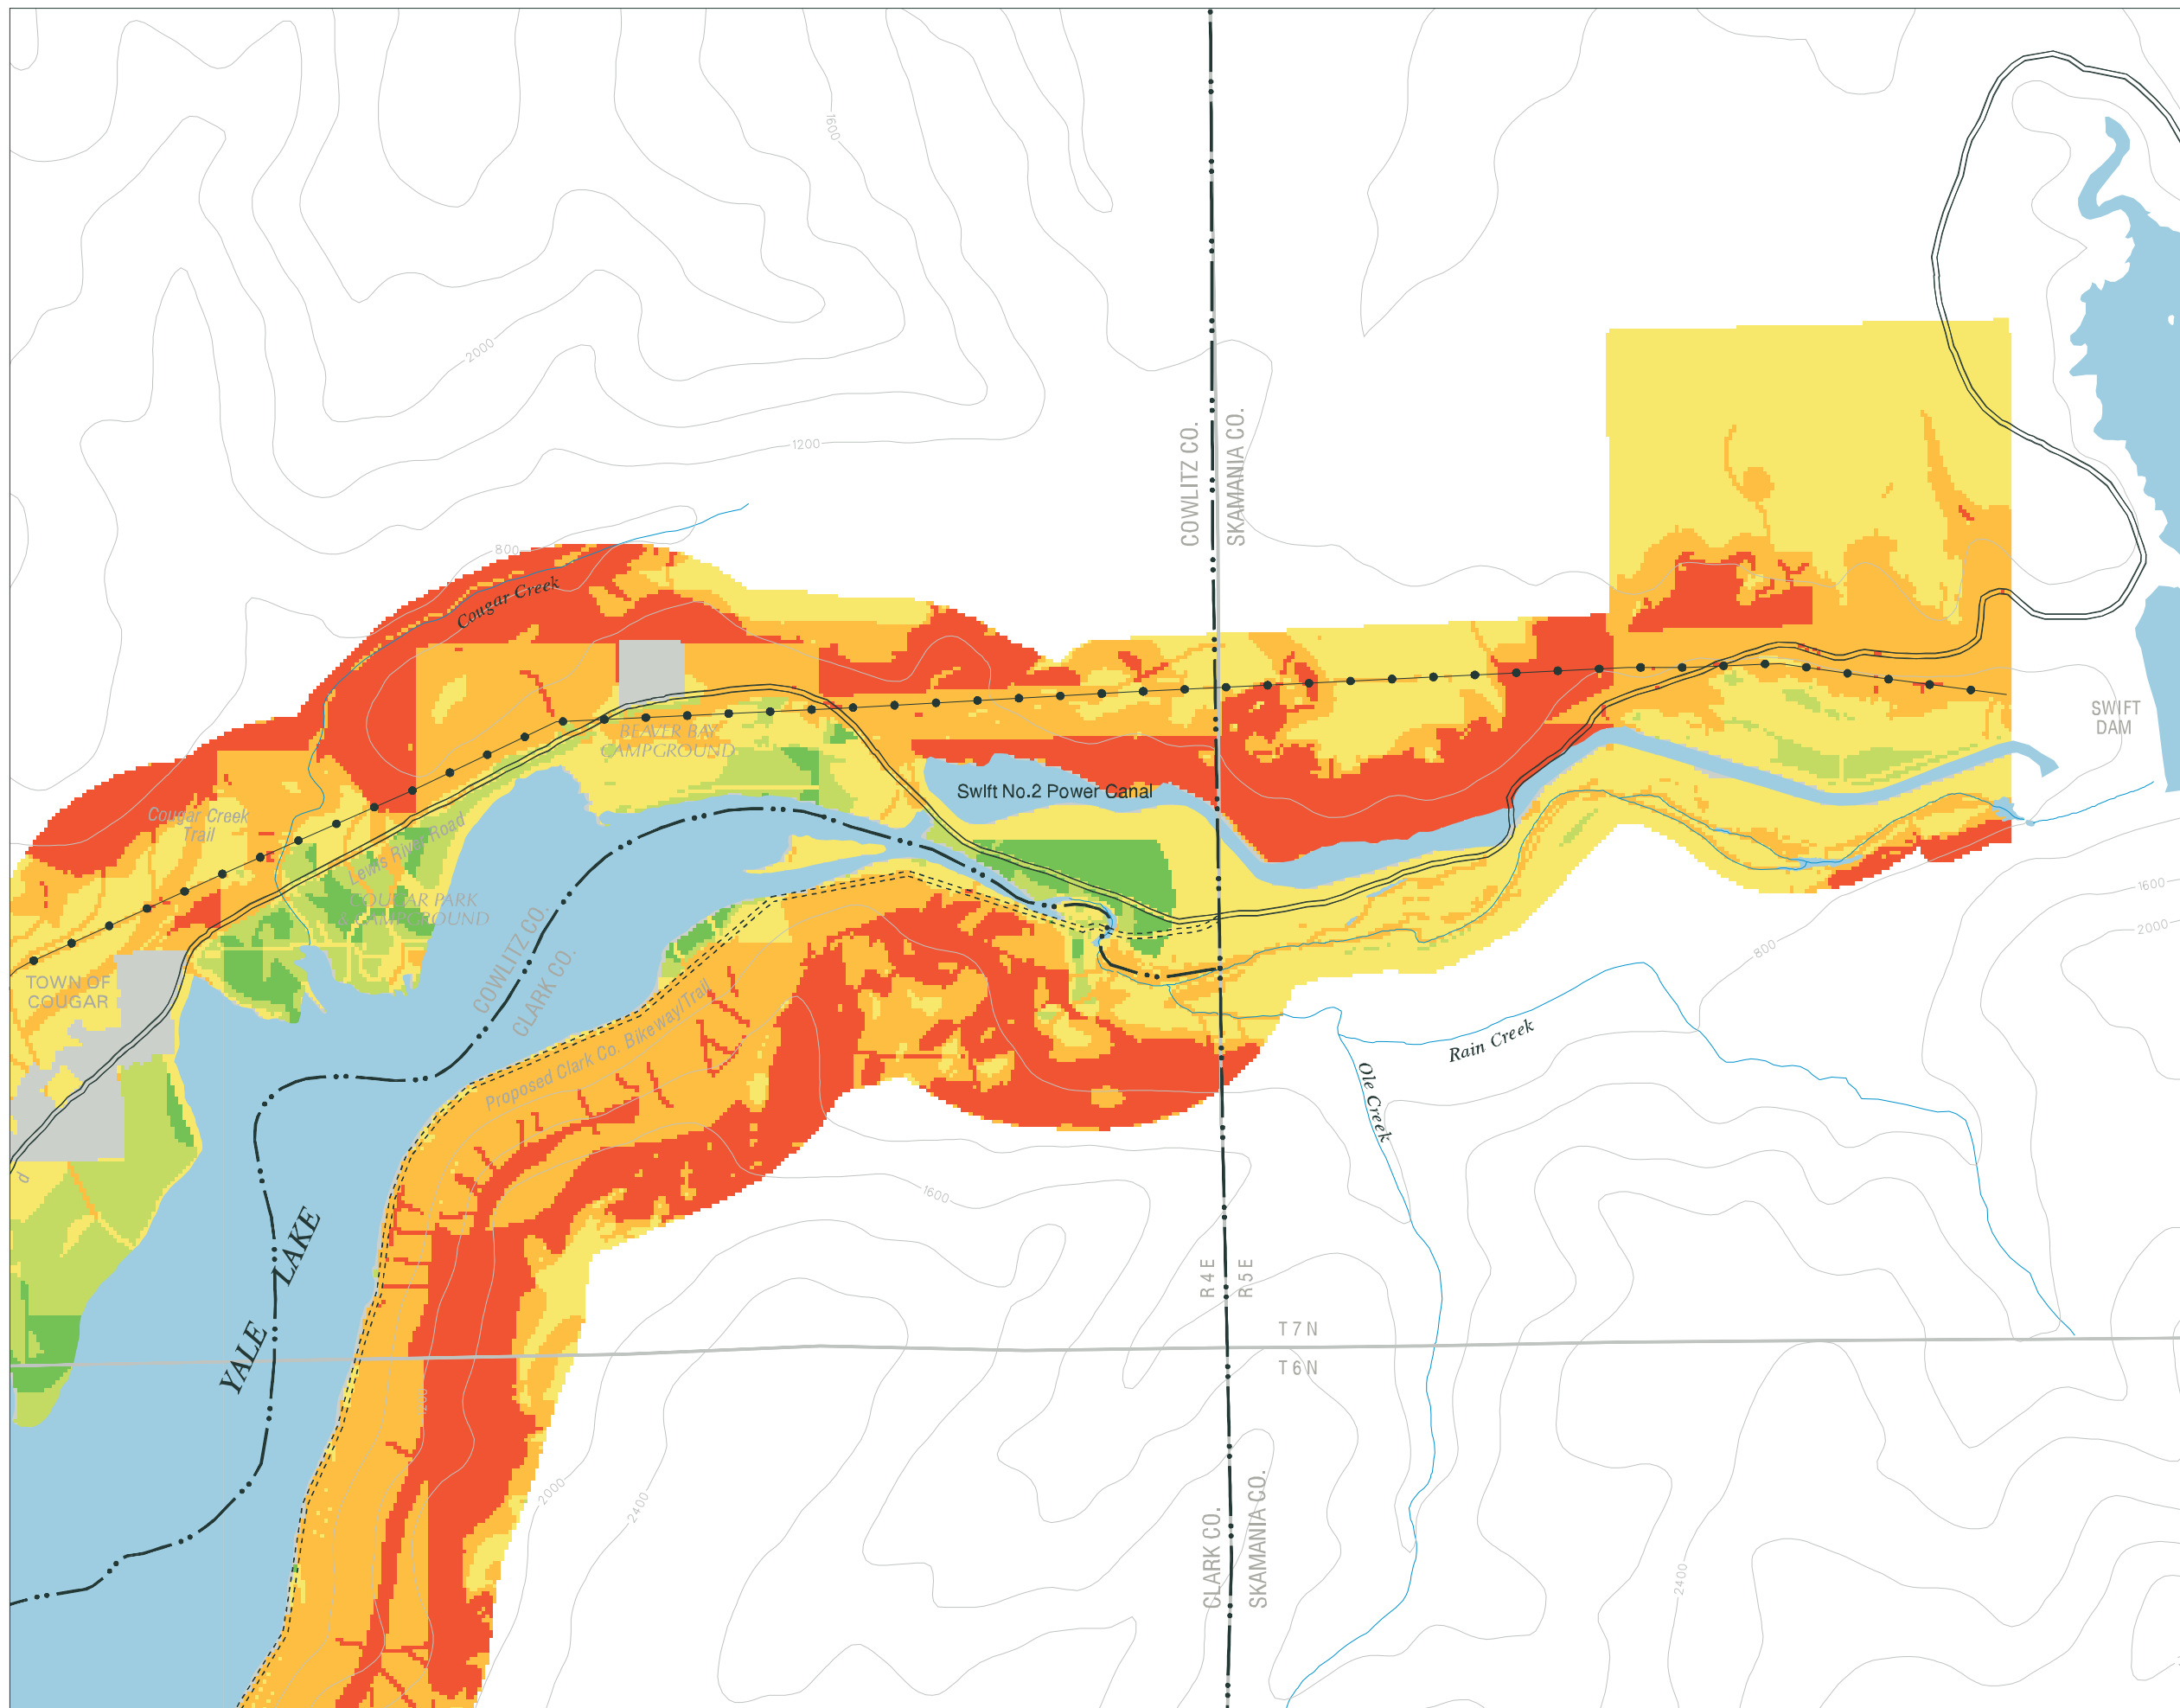 1600
2000
1200
COWLITZ CO.
SKAMANIA CO.
800
Cougar Creek
SWIFT
DAM
BEAVER BAY
CAMPGROUND
Swift No.2 Power Canal
Cougar Creek
Trail
Lewis River Road
COUGAR PARK
& CAMPGROUND
1600
2000
800
COWLITZ CO.
CLARK CO.
TOWN OF
COUGAR
Proposed Clark Co. Bikeway/Trail
Rain Creek
Ole Creek
d
1600
YALE LAKE
R 4 E
R 5 E
T 7 N
T 6 N
1200
2000
2400
CLARK CO.
SKAMANIA CO.
2400